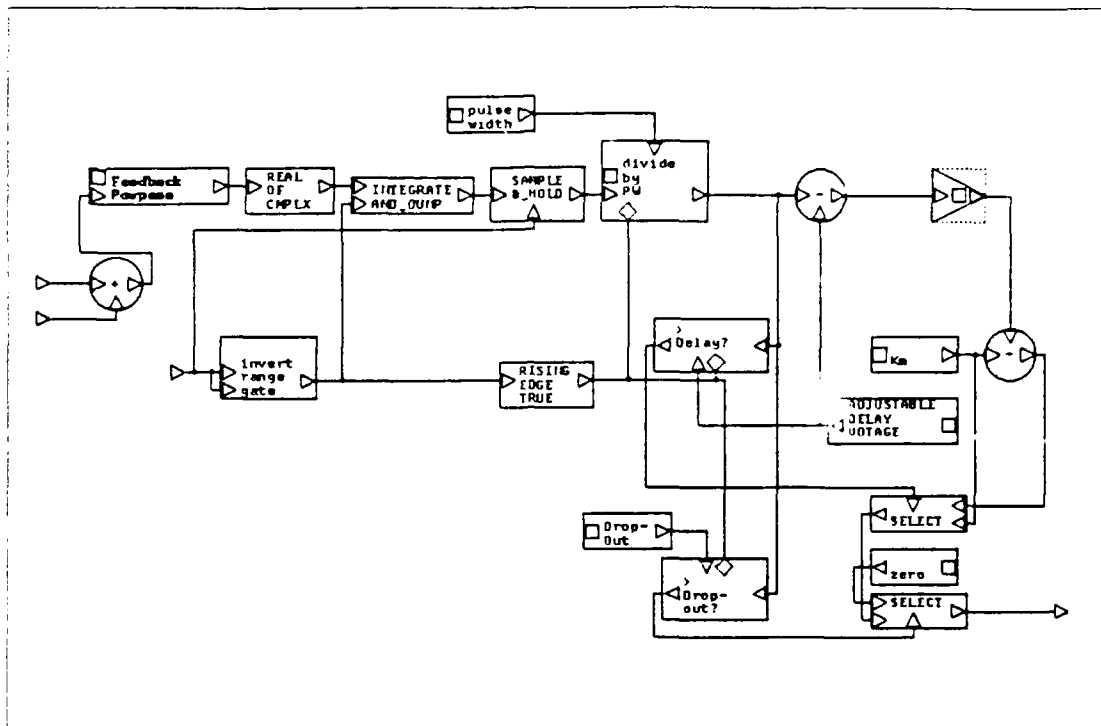 pulse
width
Feedback
Porpass
REAL
OF
CMPLX
INTEGRATE
AND_DUMP
SAMPLE
&_HOLD
divide
by
PW
-
+
invert
range
gate
RISING
EDGE
TRUE
>
Delay?
Km
-
ADJUSTABLE
DELAY
VOTAGE
SELECT
Drop-
Out
>
Drop-
out?
zero
SELECT